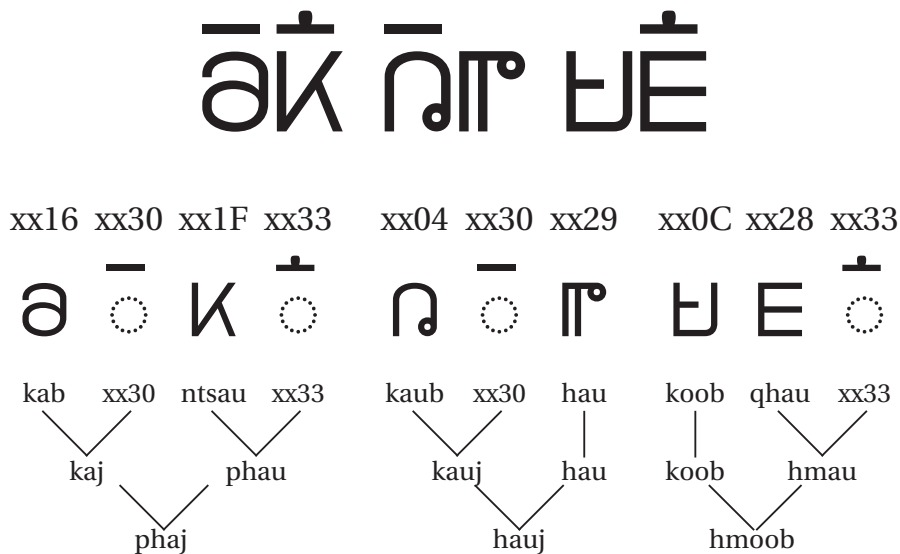 𖬖𖬰𖬟𖬳 𖬄𖬰𖬩 𖬌𖬨𖬳
xx16 xx30 xx1F xx33 xx04 xx30 xx29 xx0C xx28 xx33
𖬖 ◌𖬰 𖬟 ◌𖬳 𖬄 ◌𖬰 𖬩 𖬌 𖬨 ◌𖬳
kab xx30 ntsau xx33 kaub xx30 hau koob qhau xx33
kaj phau kauj hau koob hmau
phaj hauj hmoob